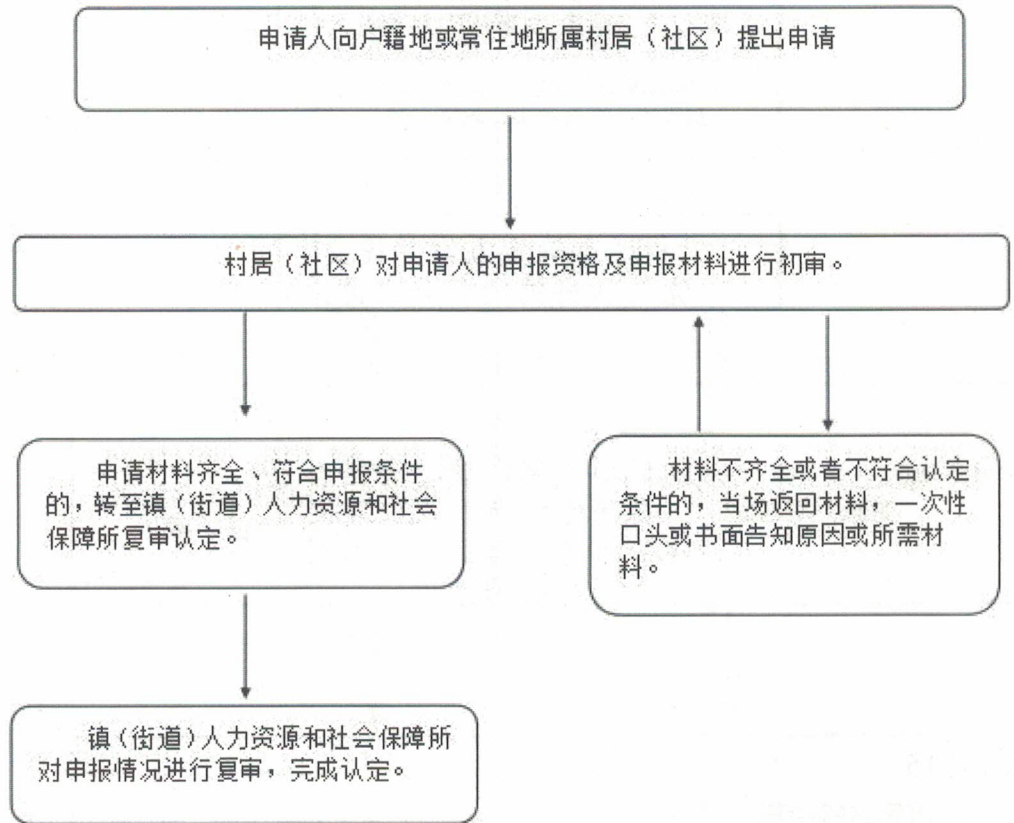 申请人向户籍地或常住地所属村居（社区）提出申请
村居（社区）对申请人的申报资格及申报材料进行初审。
申请材料齐全、符合申报条件
的，转至镇（街道）人力资源和社会
保障所复审认定。
材料不齐全或者不符合认定
条件的，当场返回材料，一次性
口头或书面告知原因或所需材
料。
镇（街道）人力资源和社会保障所
对申报情况进行复审，完成认定。